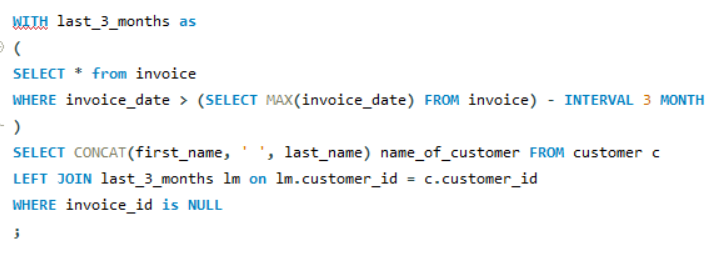 WITH last_3_months as
(
SELECT * from invoice
WHERE invoice_date > (SELECT MAX(invoice_date) FROM invoice) - INTERVAL 3 MONTH
)
SELECT CONCAT(first_name, ' ', last_name) name_of_customer FROM customer c
LEFT JOIN last_3_months lm on lm.customer_id = c.customer_id
WHERE invoice_id is NULL
;